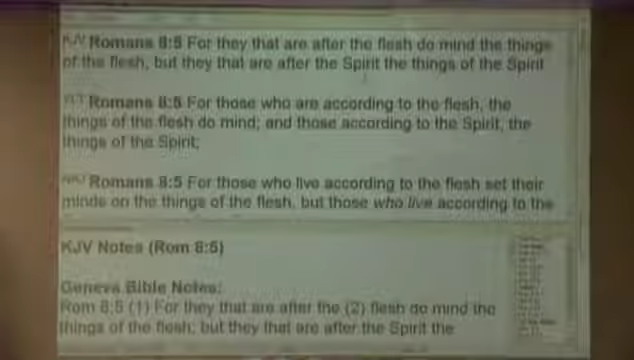 KJV Romans 8:5 For they that are after the flesh do mind the things
of the flesh, but they that are after the Spirit the things of the Spirit
YLT Romans 8:5 For those who are according to the flesh, the
things of the flesh do mind; and those according to the Spirit, the
things of the Spirit;
NKJ Romans 8:5 For those who live according to the flesh set their
minds on the things of the flesh, but those who live according to the
KJV Notes (Rom 8:5)
Geneva Bible Notes:
Rom 8:5 (1) For they that are after the (2) flesh do mind the
things of the flesh; but they that are after the Spirit the